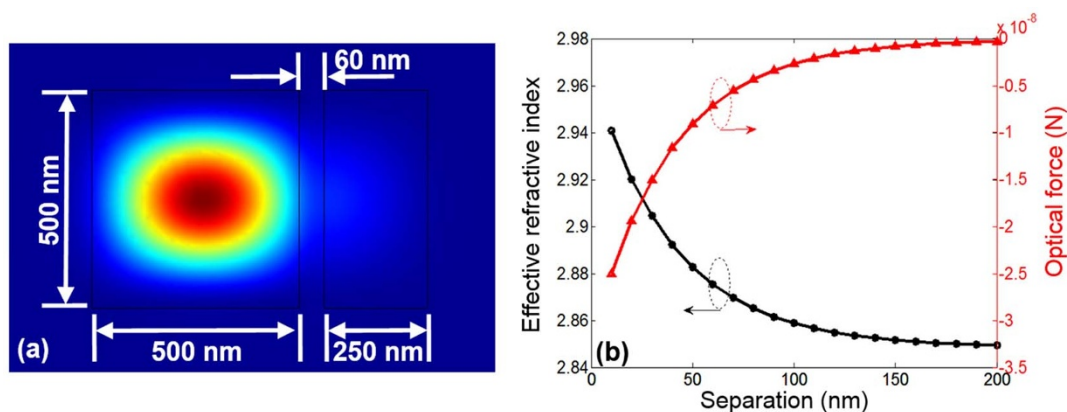 60 nm
500 nm
(a)
500 nm
250 nm
x 10^-8
2.98
2.96
2.94
2.92
2.9
2.88
2.86
2.84
Effective refractive index
0
-0.5
-1
-1.5
-2
-2.5
-3
-3.5
Optical force (N)
(b)
0
50
100
150
200
Separation (nm)